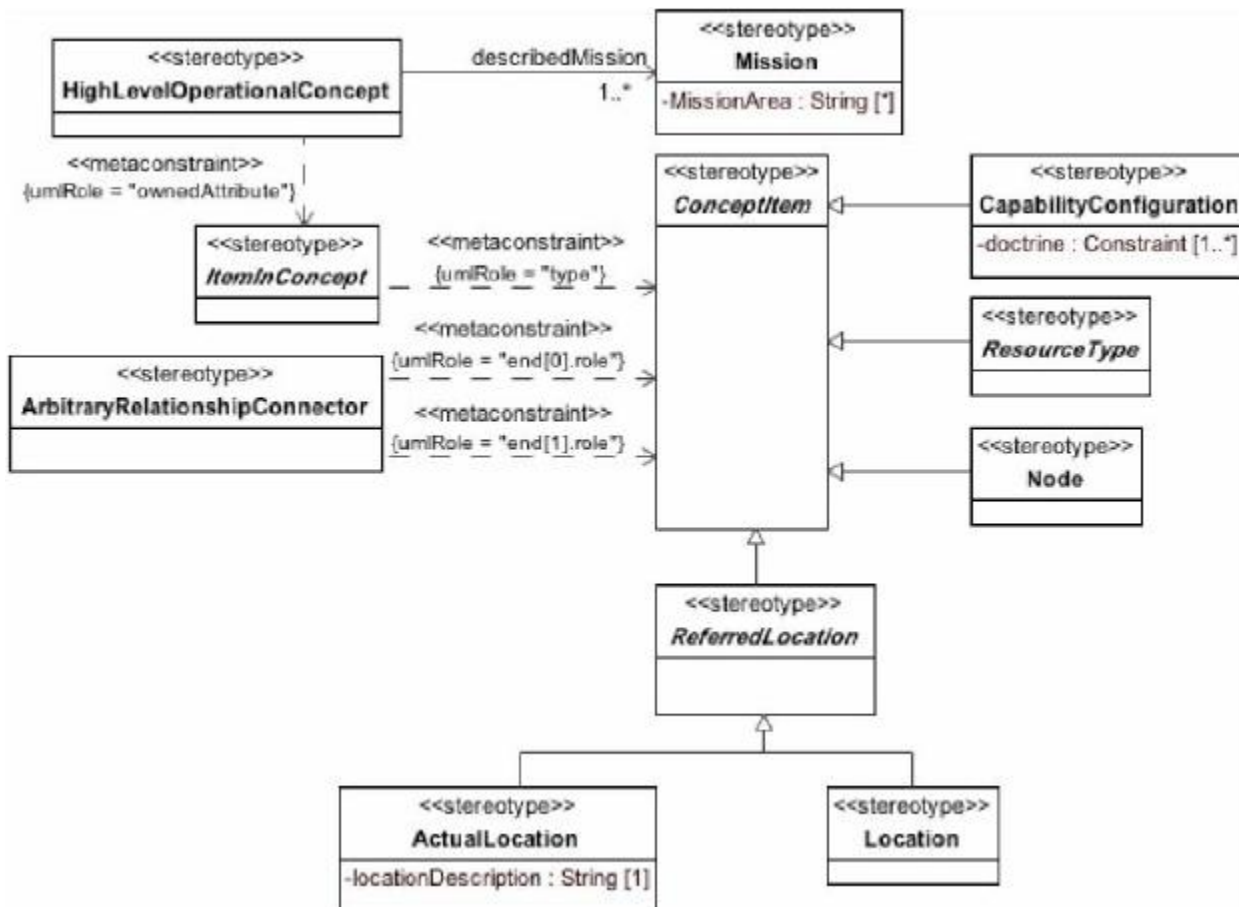 <<stereotype>>
HighLevelOperationalConcept
describedMission
1..*
<<stereotype>>
Mission
-MissionArea : String [*]
<<metaconstraint>>
{umlRole = "ownedAttribute"}
<<stereotype>>
ConceptItem
<<stereotype>>
CapabilityConfiguration
-doctrine : Constraint [1..*]
<<stereotype>>
ItemInConcept
<<metaconstraint>>
{umlRole = "type"}
<<stereotype>>
ResourceType
<<metaconstraint>>
{umlRole = "end[0].role"}
<<stereotype>>
ArbitraryRelationshipConnector
<<metaconstraint>>
{umlRole = "end[1].role"}
<<stereotype>>
Node
<<stereotype>>
ReferredLocation
<<stereotype>>
ActualLocation
-locationDescription : String [1]
<<stereotype>>
Location